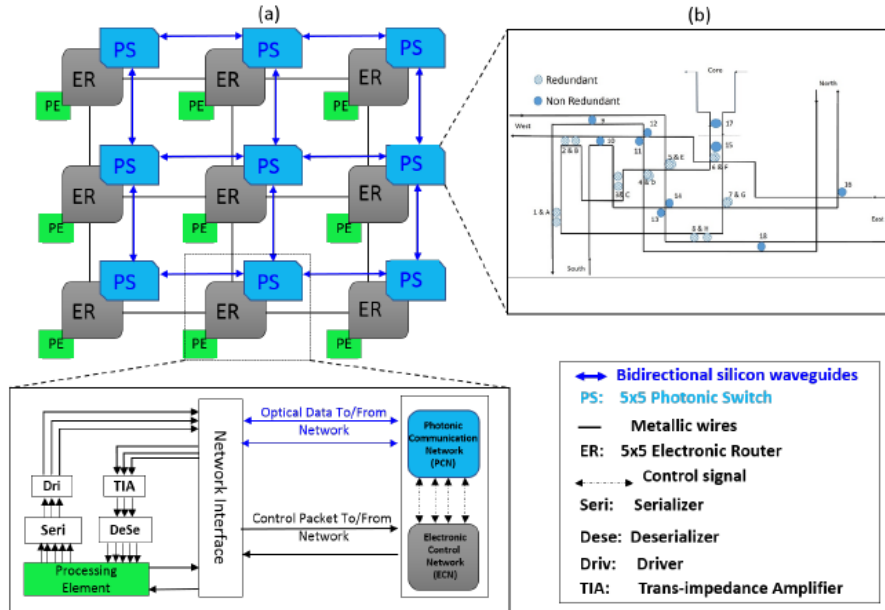 (a)
PS PS PS
ER ER ER
PE PE PE
PS PS PS
ER ER ER
PE PE PE
PS PS PS
ER ER ER
PE PE PE
(b)
Redundant
Non Redundant
Core
North
West
East
South
9
12
17
10
11
15
2 & B
5 & E
6 & F
4 & D
16
14
7 & G
1 & A
13
18
Optical Data To/From
Network
Photonic
Communication
Network
(PCN)
Network Interface
Dri
TIA
Seri
DeSe
Control Packet To/From
Network
Electronic
Control
Network
(ECN)
Processing
Element
Bidirectional silicon waveguides
PS: 5x5 Photonic Switch
Metallic wires
ER: 5x5 Electronic Router
Control signal
Seri: Serializer
Dese: Deserializer
Driv: Driver
TIA: Trans-impedance Amplifier